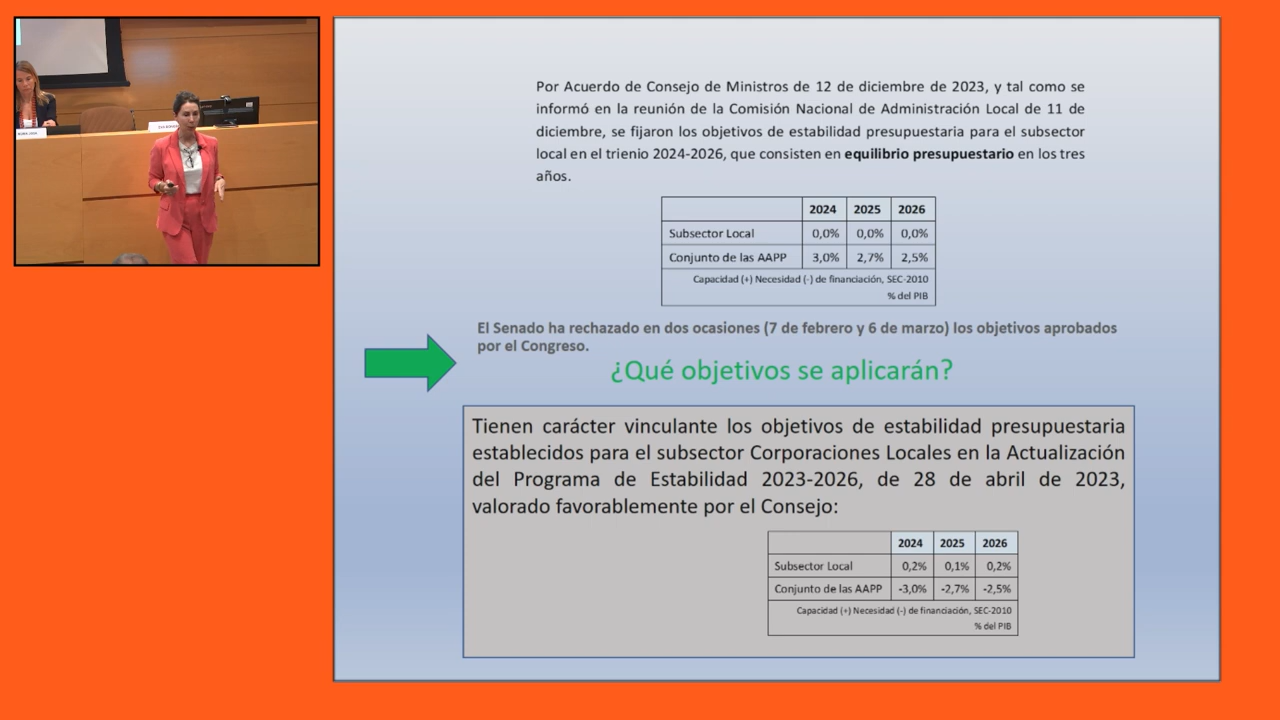 Por Acuerdo de Consejo de Ministros de 12 de diciembre de 2023, y tal como se
informó en la reunión de la Comisión Nacional de Administración Local de 11 de
diciembre, se fijaron los objetivos de estabilidad presupuestaria para el subsector
local en el trienio 2024-2026, que consisten en equilibrio presupuestario en los tres
años.
2024 2025 2026
Subsector Local 0,0% 0,0% 0,0%
Conjunto de las AAPP 3,0% 2,7% 2,5%
Capacidad (+) Necesidad (-) de financiación, SEC-2010
% del PIB
El Senado ha rechazado en dos ocasiones (7 de febrero y 6 de marzo) los objetivos aprobados
por el Congreso.
¿Qué objetivos se aplicarán?
Tienen carácter vinculante los objetivos de estabilidad presupuestaria
establecidos para el subsector Corporaciones Locales en la Actualización
del Programa de Estabilidad 2023-2026, de 28 de abril de 2023,
valorado favorablemente por el Consejo:
2024 2025 2026
Subsector Local 0,2% 0,1% 0,2%
Conjunto de las AAPP -3,0% -2,7% -2,5%
Capacidad (+) Necesidad (-) de financiación, SEC-2010
% del PIB